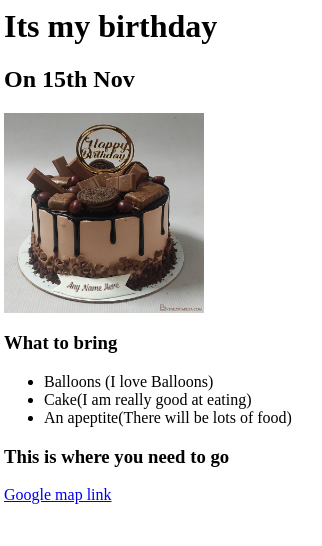 Its my birthday
On 15th Nov
Happy
Birthday
Any Name Here
What to bring
Balloons (I love Balloons)
Cake(I am really good at eating)
An apeptite(There will be lots of food)
This is where you need to go
Google map link